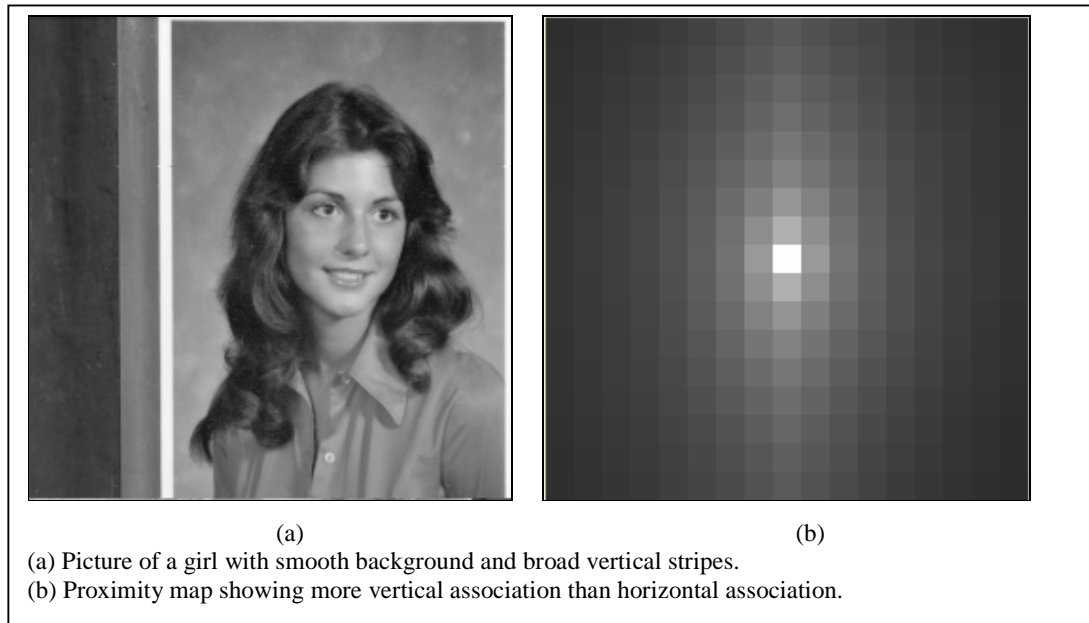 (a) (b)
(a) Picture of a girl with smooth background and broad vertical stripes.
(b) Proximity map showing more vertical association than horizontal association.